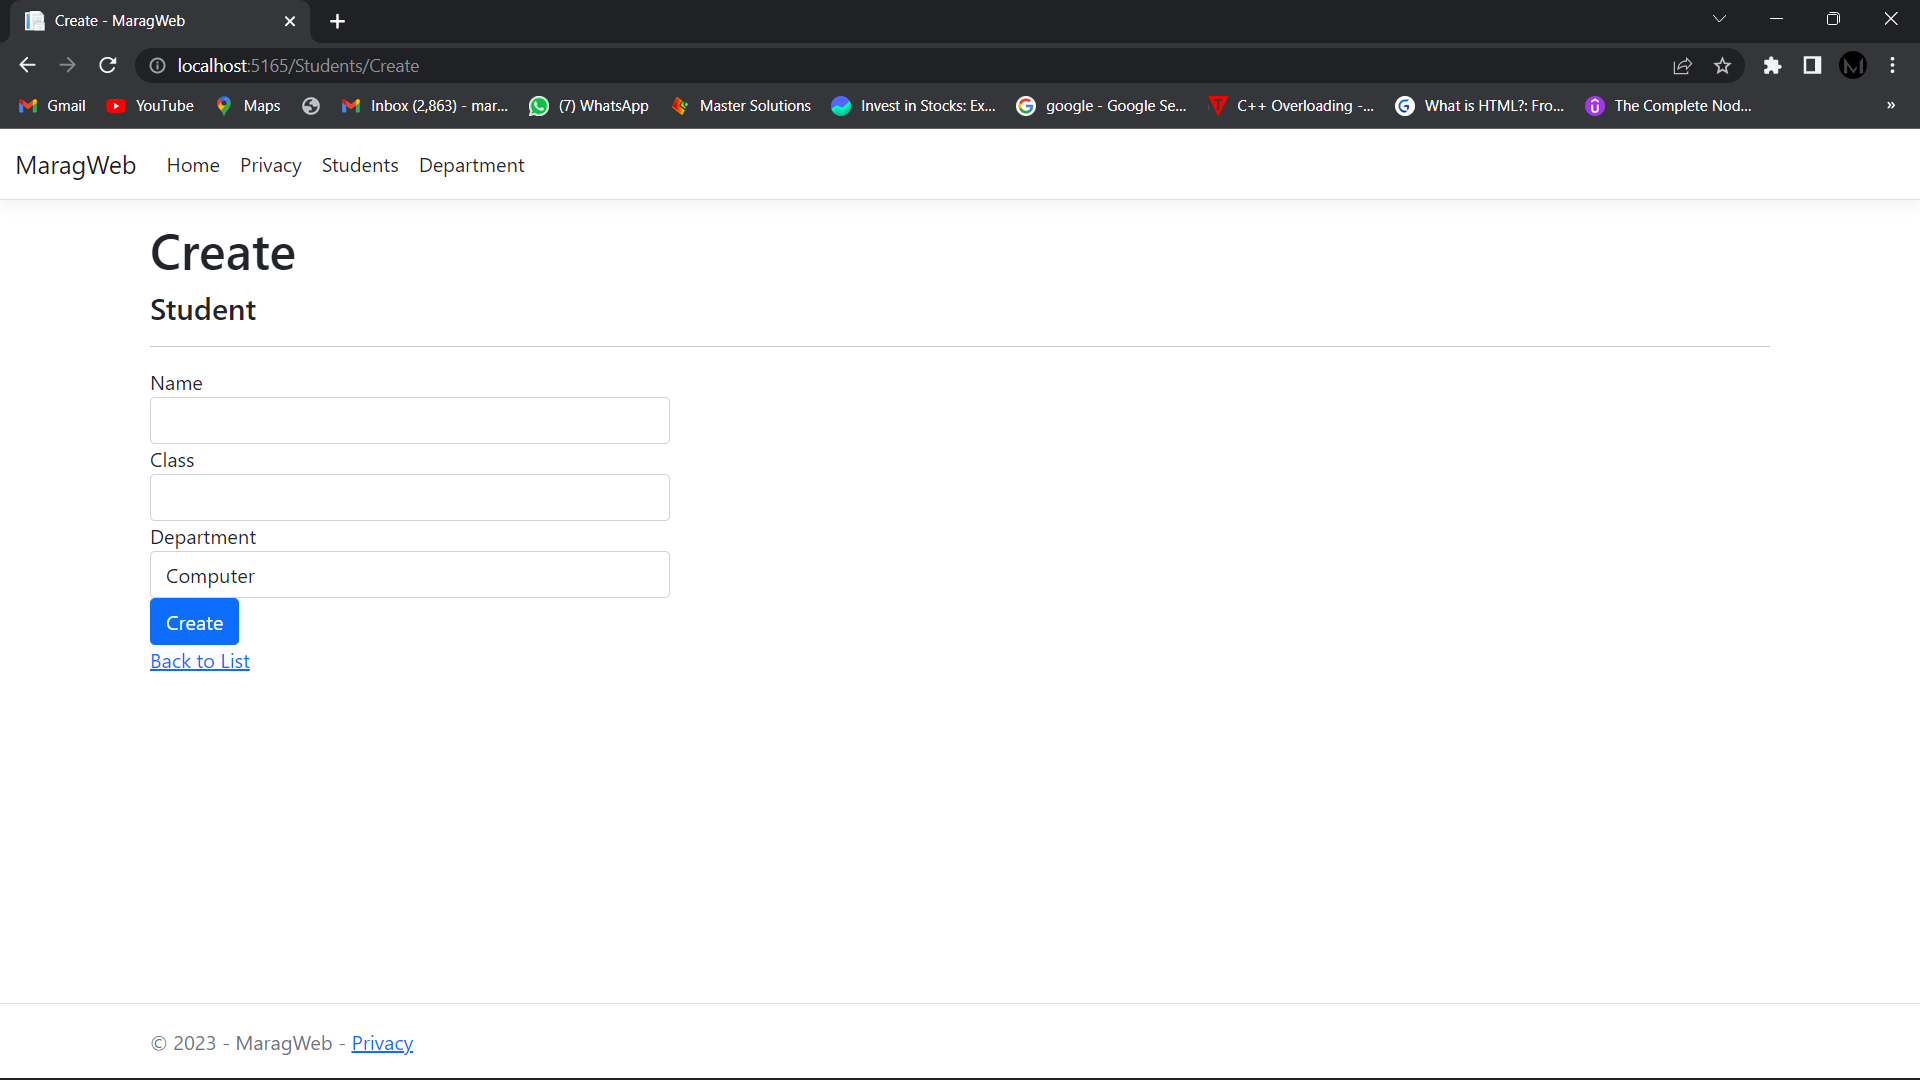 Create - MaragWeb
localhost:5165/Students/Create
Gmail YouTube Maps Inbox (2,863) - mar... (7) WhatsApp Master Solutions Invest in Stocks: Ex... google - Google Se... C++ Overloading -... What is HTML?: Fro... The Complete Nod... »
MaragWeb Home Privacy Students Department
Create
Student
Name
Class
Department
Computer
Create
Back to List
© 2023 - MaragWeb - Privacy